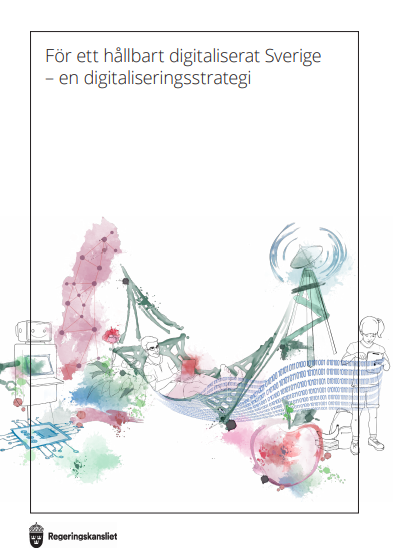 För ett hållbart digitaliserat Sverige
– en digitaliseringsstrategi
Regeringskansliet